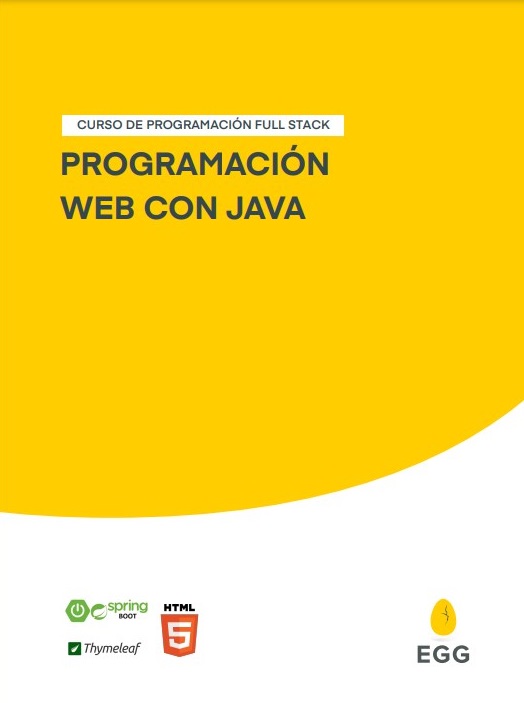 CURSO DE PROGRAMACIÓN FULL STACK
PROGRAMACIÓN
WEB CON JAVA
spring
BOOT
HTML
5
Thymeleaf
EGG